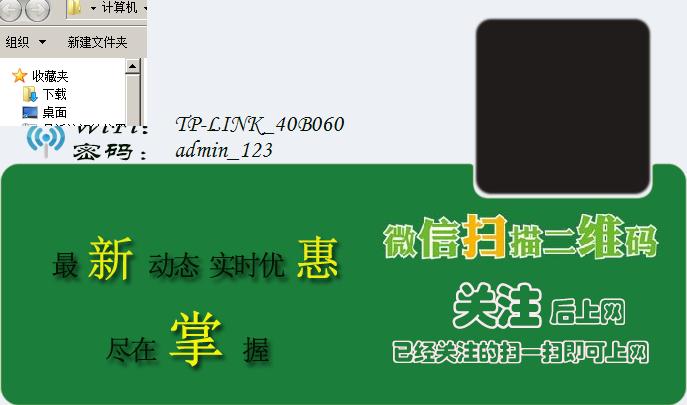 计算机
组织 新建文件夹
收藏夹
下载
桌面
WiFi: TP-LINK_40B060
密码: admin_123
微信扫描二维码
最新动态 实时优惠
关注后上网
尽在掌握
已经关注的扫一扫即可上网